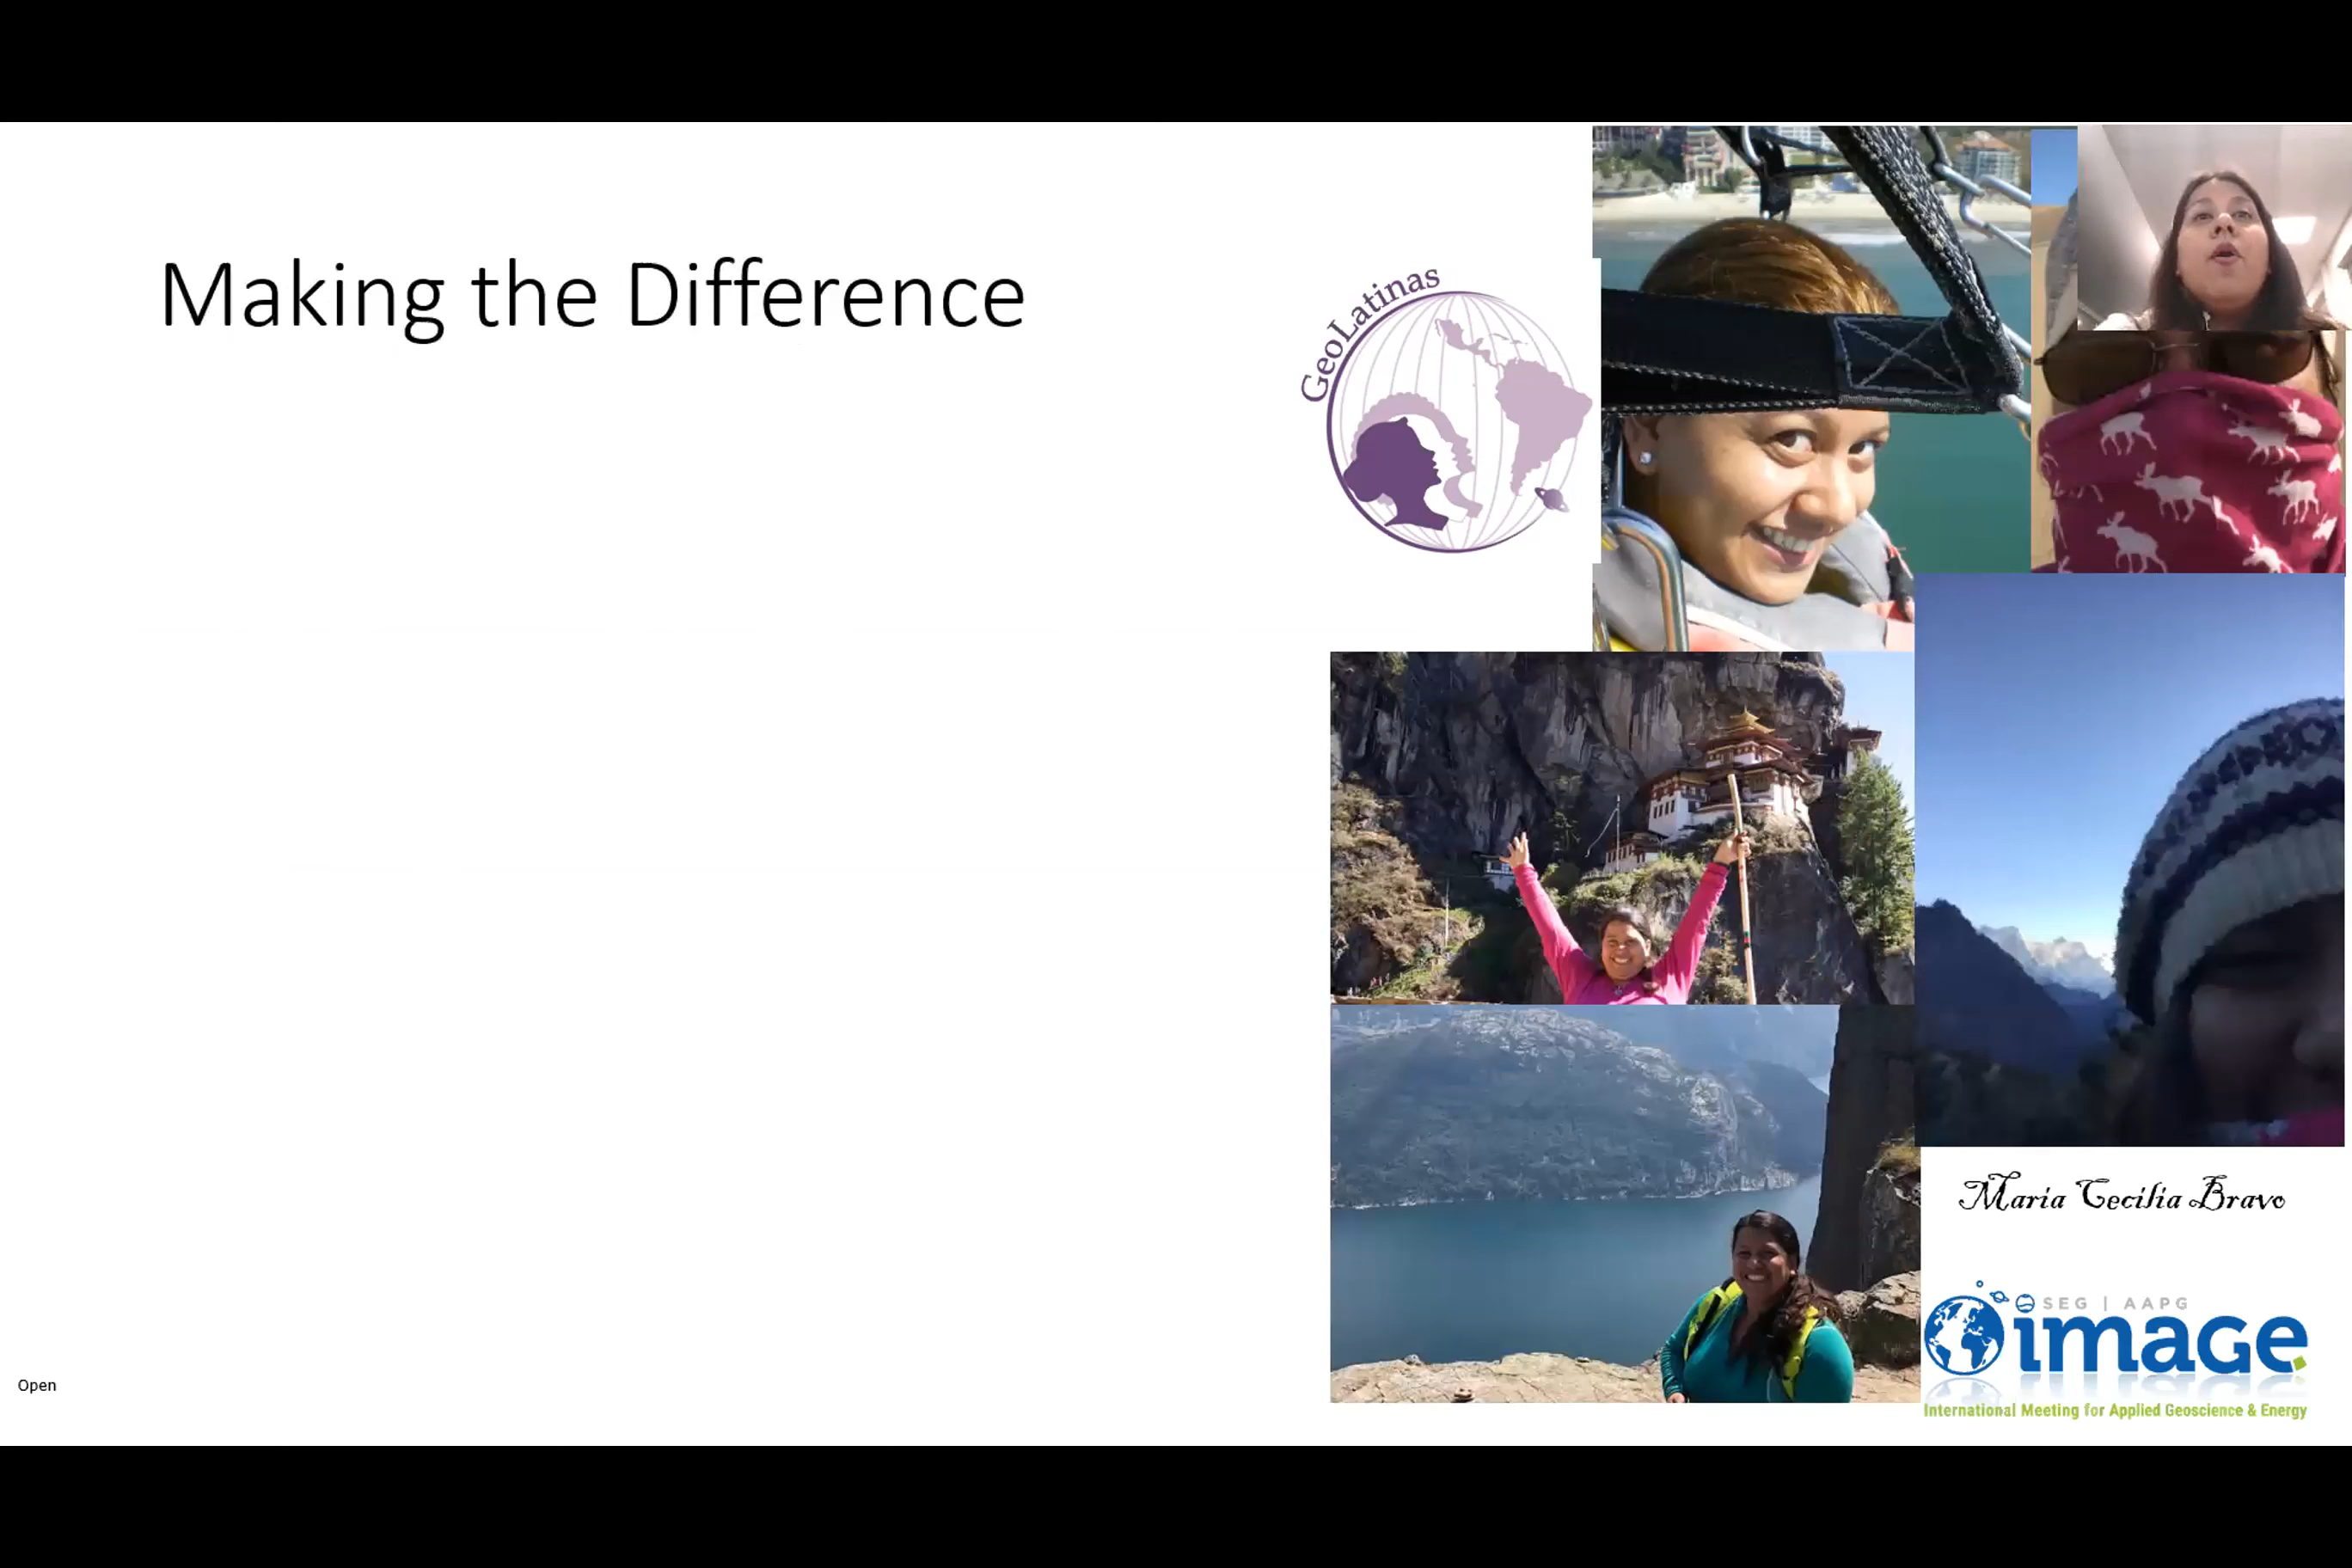 Making the Difference
GeoLatinas
Maria Cecilia Bravo
SEG | AAPG
image
International Meeting for Applied Geoscience & Energy
Open